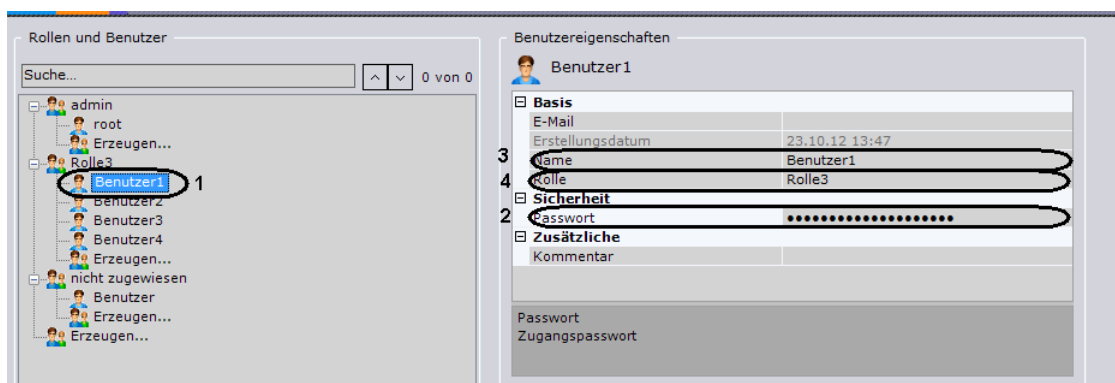 Rollen und Benutzer
Suche...
0 von 0
admin
root
Erzeugen...
Rolle3
Benutzer1 1
Benutzer2
Benutzer3
Benutzer4
Erzeugen...
nicht zugewiesen
Benutzer
Erzeugen...
Erzeugen...
Benutzereigenschaften
Benutzer1
Basis
E-Mail
Erstellungsdatum 23.10.12 13:47
3 Name Benutzer1
4 Rolle Rolle3
Sicherheit
2 Passwort ••••••••••••••••••••
Zusätzliche
Kommentar
Passwort
Zugangspasswort